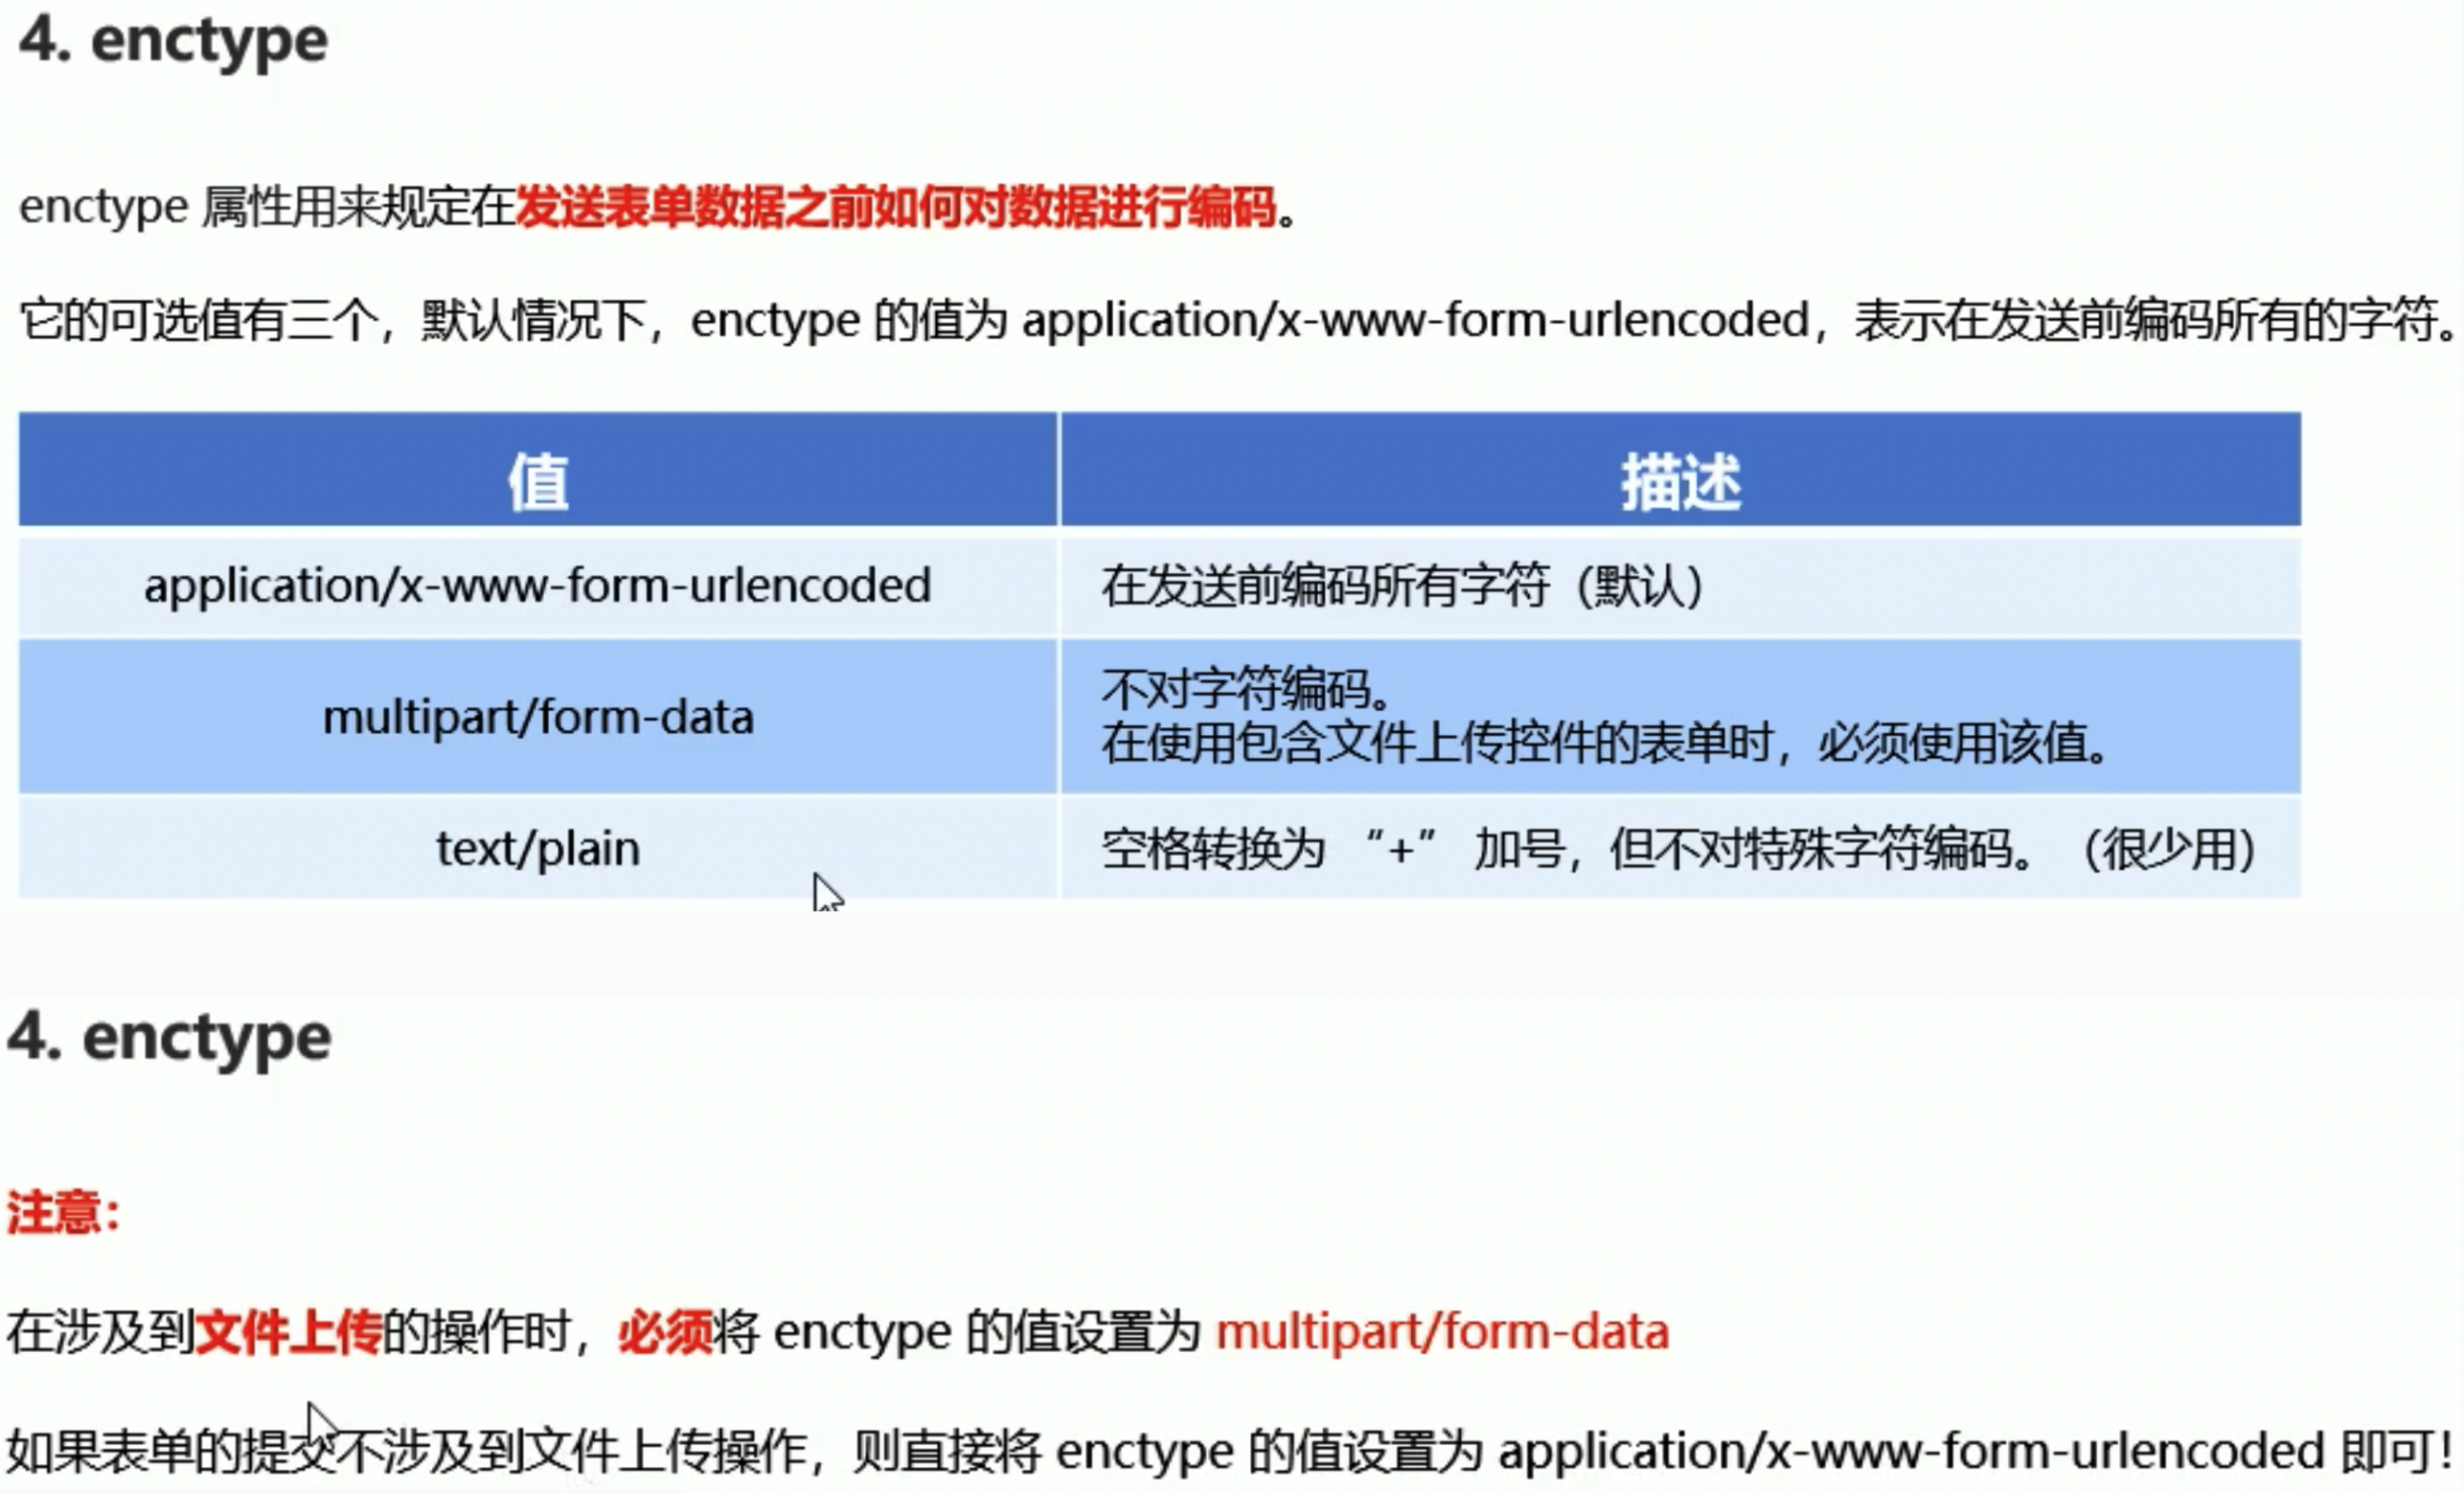 4. enctype
enctype 属性用来规定在发送表单数据之前如何对数据进行编码。
它的可选值有三个，默认情况下，enctype 的值为 application/x-www-form-urlencoded，表示在发送前编码所有的字符。
值 描述
application/x-www-form-urlencoded 在发送前编码所有字符（默认）
multipart/form-data 不对字符编码。
在使用包含文件上传控件的表单时，必须使用该值。
text/plain 空格转换为 “+” 加号，但不对特殊字符编码。（很少用）
4. enctype
注意：
在涉及到文件上传的操作时，必须将 enctype 的值设置为 multipart/form-data
如果表单的提交不涉及到文件上传操作，则直接将 enctype 的值设置为 application/x-www-form-urlencoded 即可！